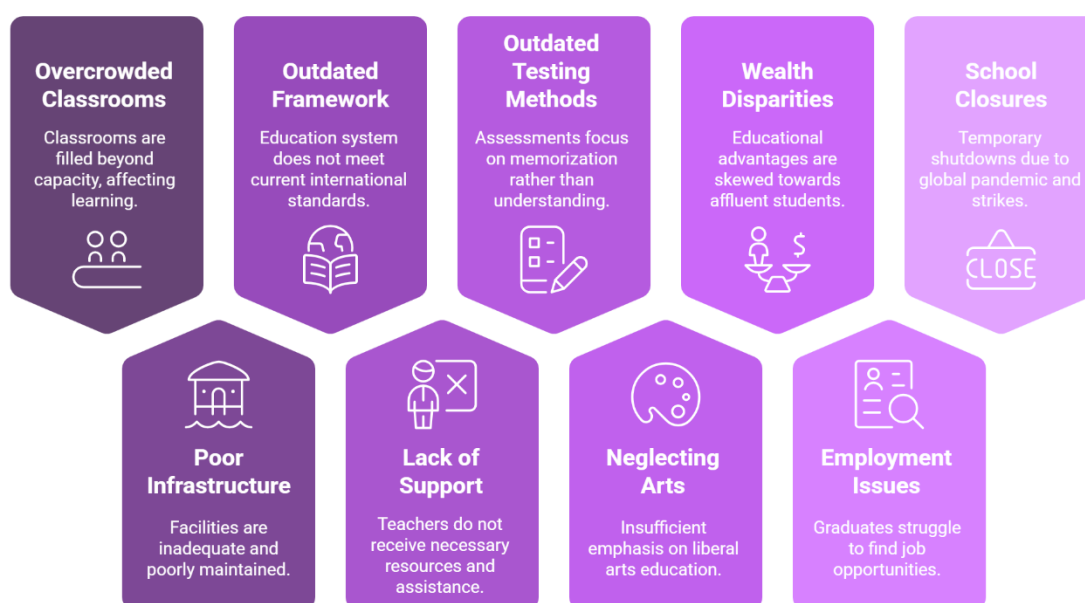 Overcrowded
Classrooms
Classrooms are
filled beyond
capacity, affecting
learning.
Outdated
Framework
Education system
does not meet
current international
standards.
Outdated
Testing
Methods
Assessments focus
on memorization
rather than
understanding.
Wealth
Disparities
Educational
advantages are
skewed towards
affluent students.
$
School
Closures
Temporary
shutdowns due to
global pandemic and
strikes.
CLOSE
Poor
Infrastructure
Facilities are
inadequate and
poorly maintained.
Lack of
Support
Teachers do not
receive necessary
resources and
assistance.
Neglecting
Arts
Insufficient
emphasis on liberal
arts education.
Employment
Issues
Graduates struggle
to find job
opportunities.